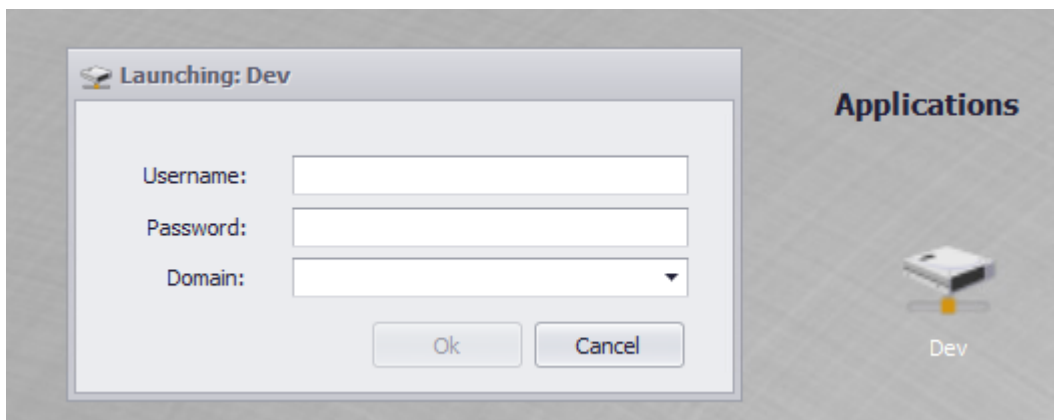 Launching: Dev
Applications
Username:
Password:
Domain:
Ok
Cancel
Dev